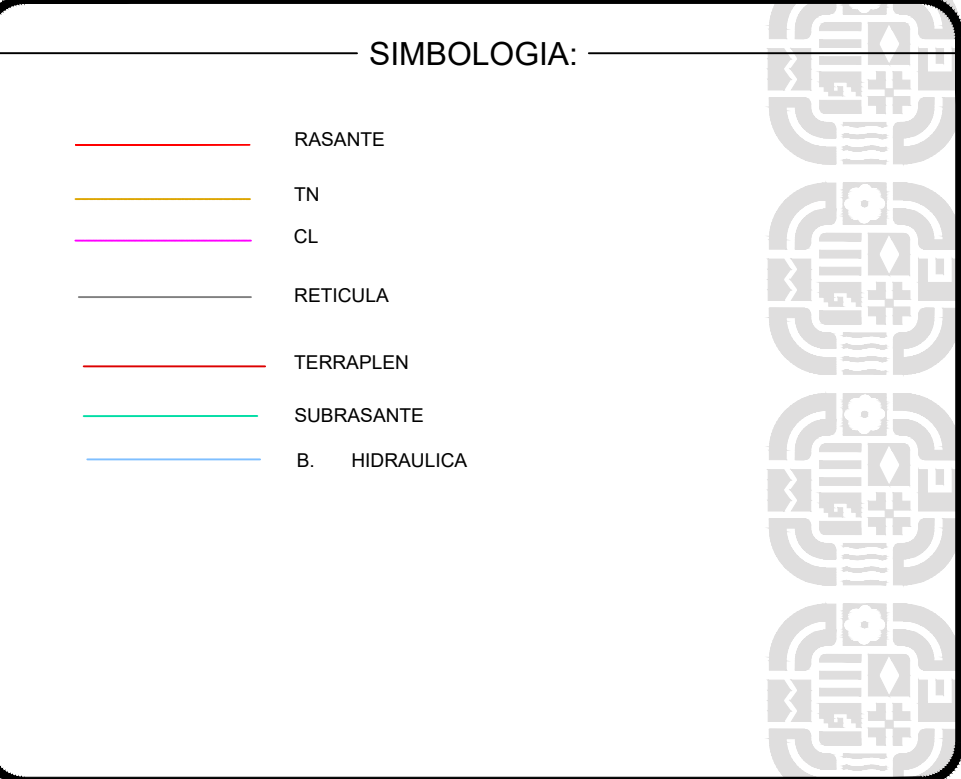 SIMBOLOGIA:
RASANTE
TN
CL
RETICULA
TERRAPLEN
SUBRASANTE
B. HIDRAULICA